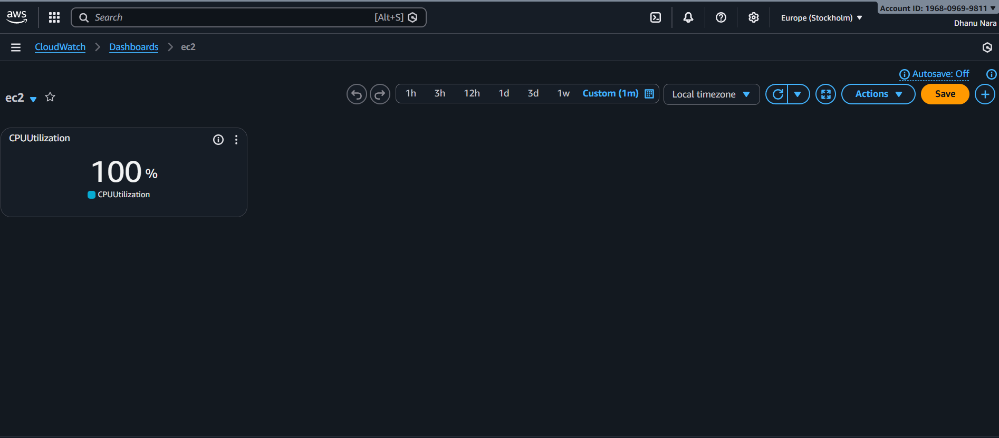 aws
Search [Alt+S]
Europe (Stockholm)
Account ID: 1968-0969-9811
Dhanu Nara
CloudWatch Dashboards ec2
Autosave: Off
ec2
1h 3h 12h 1d 3d 1w Custom (1m)
Local timezone
Actions
Save
CPUUtilization
100 %
CPUUtilization